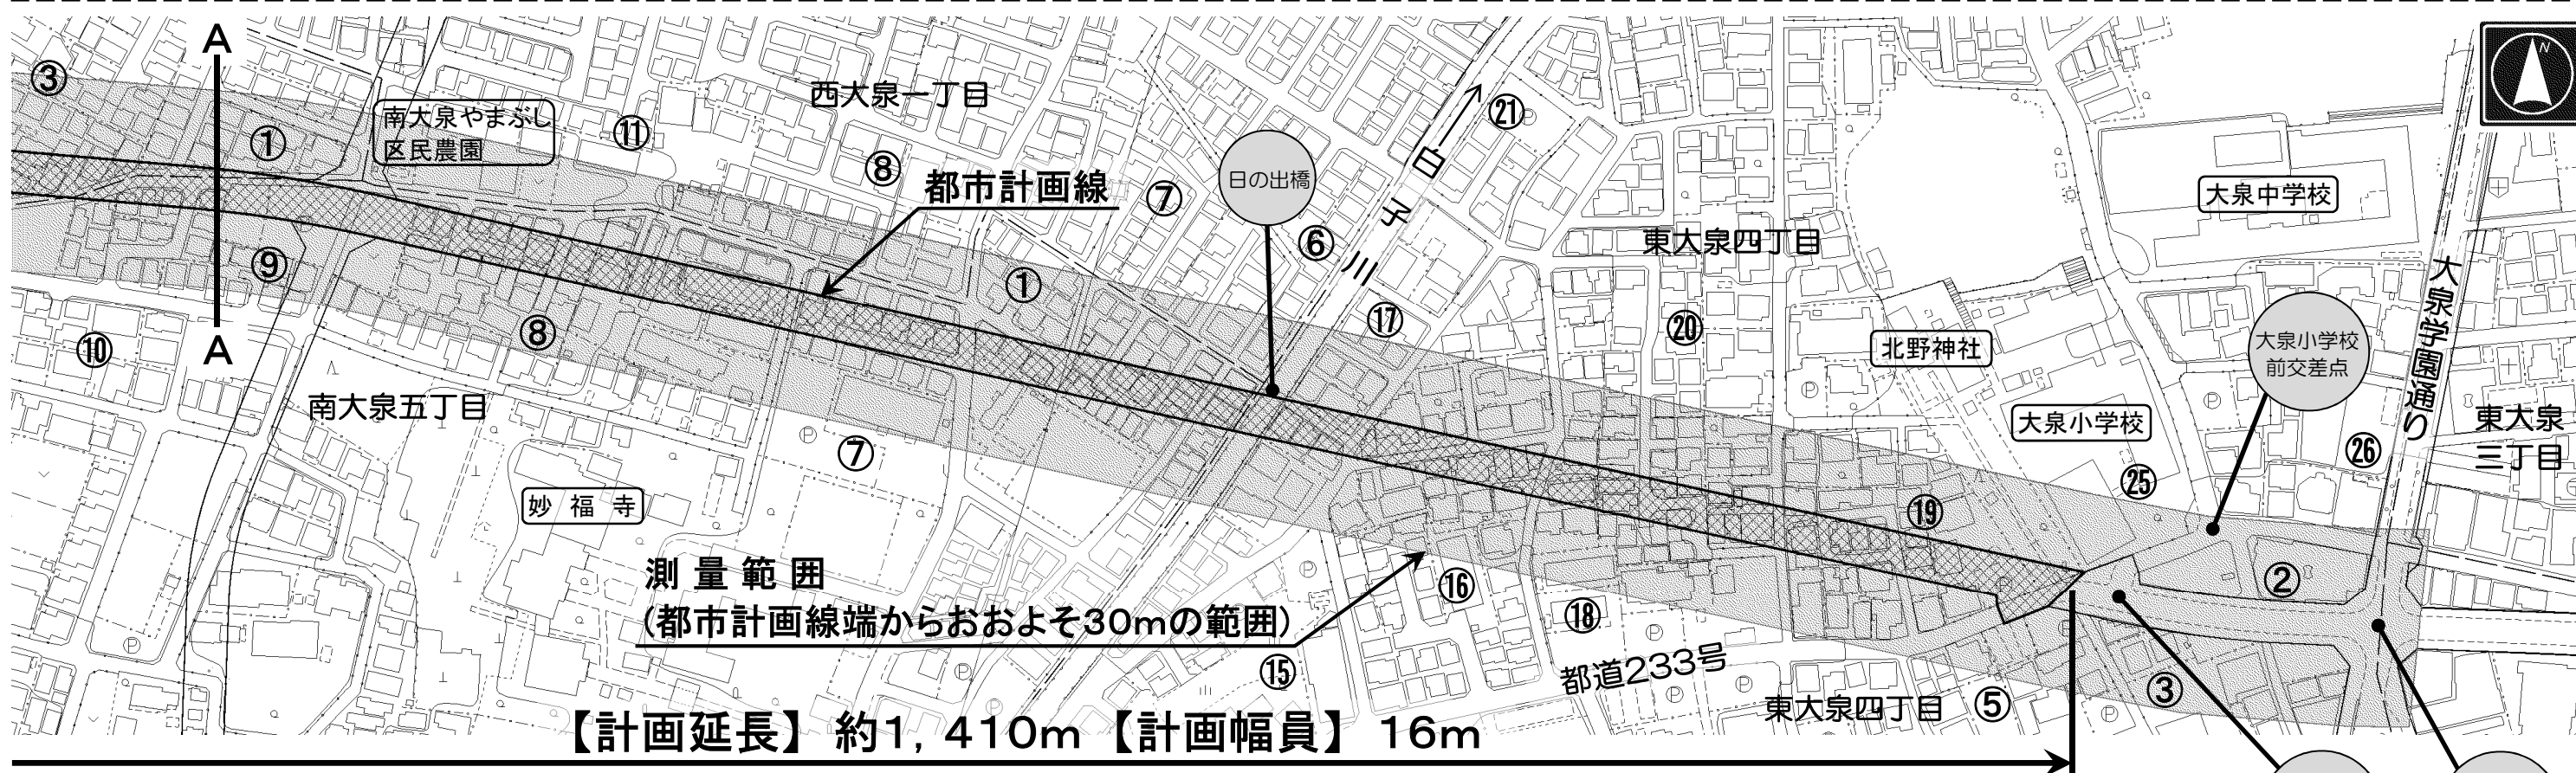 A
③
①
南大泉やまぶし
区民農園
⑪
西大泉一丁目
⑧
都市計画線
⑦
日の出橋
⑥
白子川
㉑
N
大泉中学校
東大泉四丁目
大泉学園通り
⑨
①
⑰
⑳
北野神社
大泉小学校
前交差点
A
⑩
⑧
南大泉五丁目
大泉小学校
東大泉
三丁目
㉖
⑦
㉕
妙福寺
⑲
測量範囲
(都市計画線端からおおよそ30mの範囲)
⑯
⑱
②
⑮
都道233号
東大泉四丁目
⑤
③
【計画延長】約1,410m【計画幅員】16m